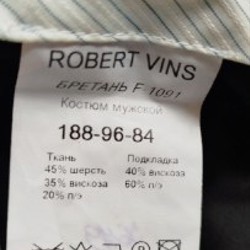 ROBERT VINS
БРЕТАНЬ F-1091
Костюм мужской
188-96-84
Ткань Подкладка
45% шерсть 40% вискоза
35% вискоза 60% п/э
20% п/э